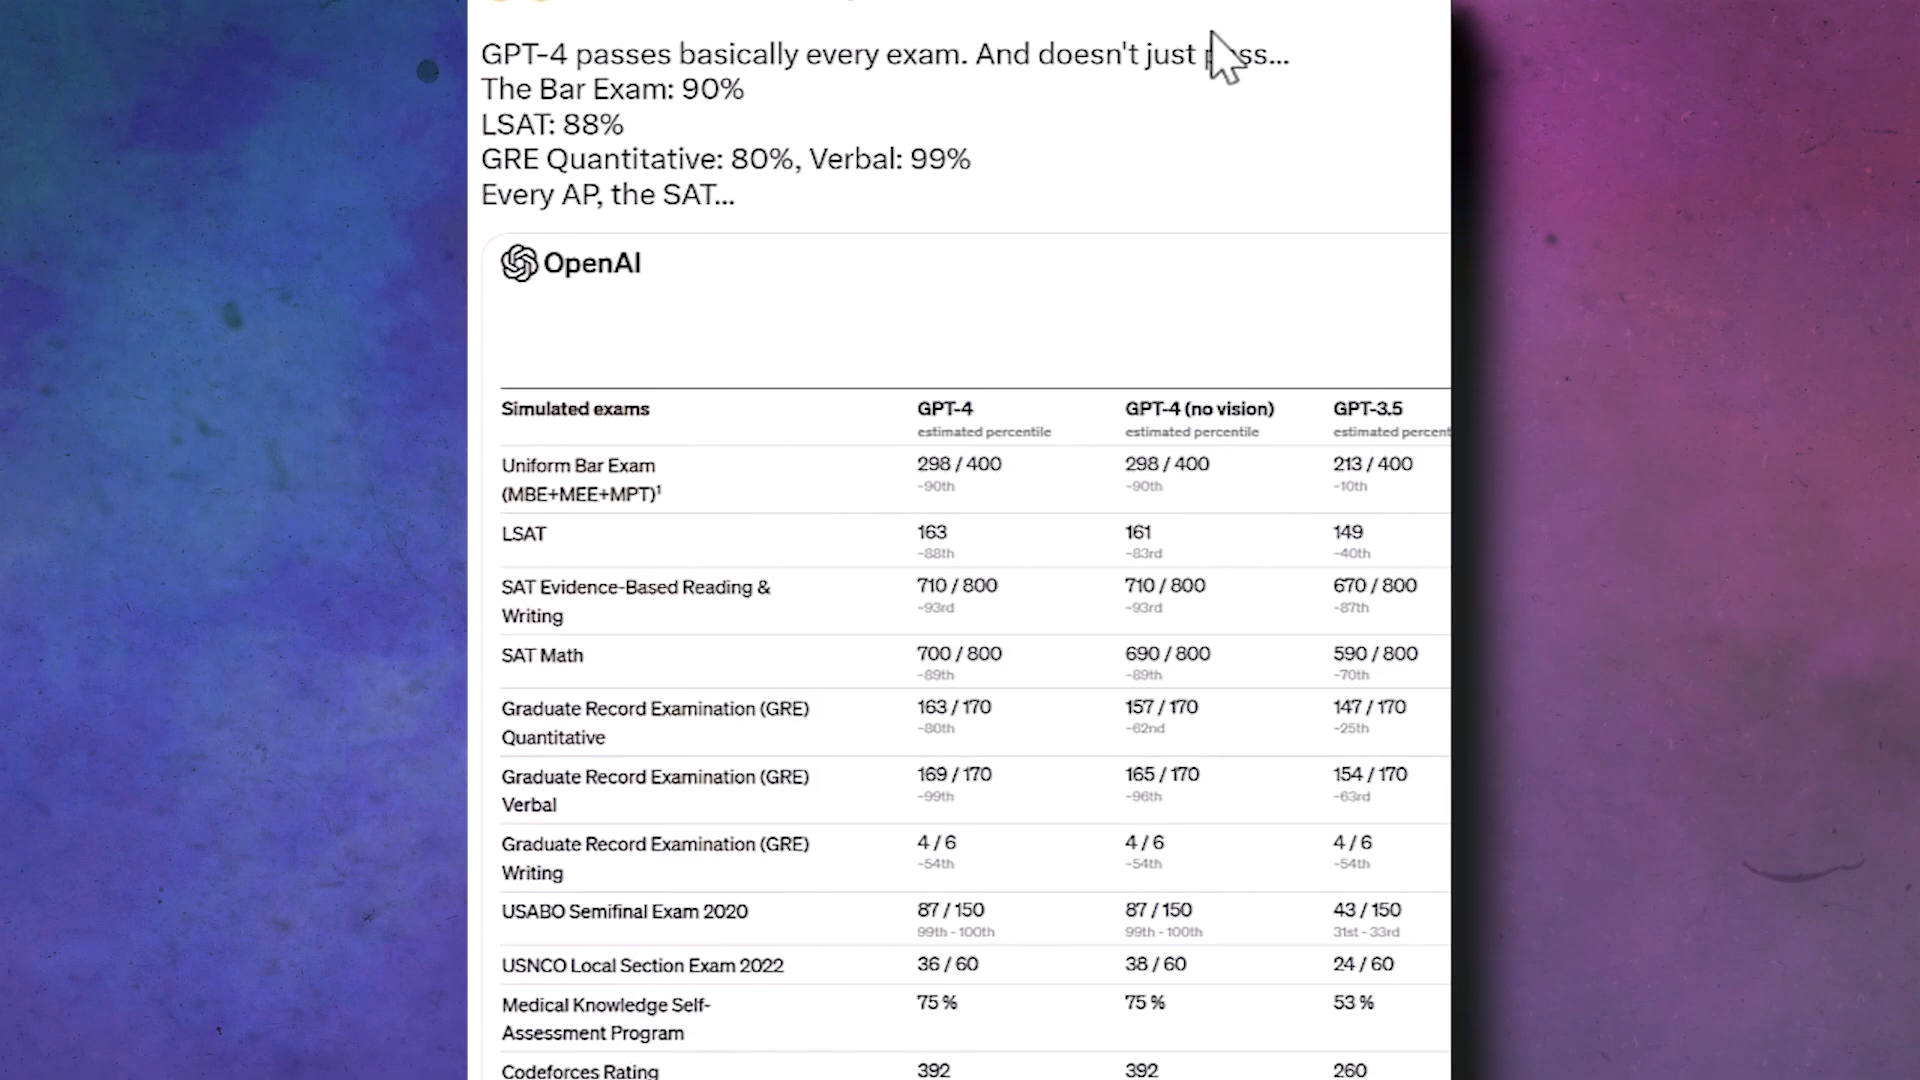 GPT-4 passes basically every exam. And doesn't just pass...
The Bar Exam: 90%
LSAT: 88%
GRE Quantitative: 80%, Verbal: 99%
Every AP, the SAT...
OpenAI
Simulated exams GPT-4 GPT-4 (no vision) GPT-3.5
estimated percentile estimated percentile estimated percent
Uniform Bar Exam 298 / 400 298 / 400 213 / 400
(MBE+MEE+MPT)¹ ~90th ~90th ~10th
LSAT 163 161 149
~88th ~83rd ~40th
SAT Evidence-Based Reading & 710 / 800 710 / 800 670 / 800
Writing ~93rd ~93rd ~87th
SAT Math 700 / 800 690 / 800 590 / 800
~89th ~89th ~70th
Graduate Record Examination (GRE) 163 / 170 157 / 170 147 / 170
Quantitative ~80th ~62nd ~25th
Graduate Record Examination (GRE) 169 / 170 165 / 170 154 / 170
Verbal ~99th ~96th ~63rd
Graduate Record Examination (GRE) 4 / 6 4 / 6 4 / 6
Writing ~54th ~54th ~54th
USABO Semifinal Exam 2020 87 / 150 87 / 150 43 / 150
99th - 100th 99th - 100th 31st - 33rd
USNCO Local Section Exam 2022 36 / 60 38 / 60 24 / 60
Medical Knowledge Self- 75 % 75 % 53 %
Assessment Program
Codeforces Rating 392 392 260